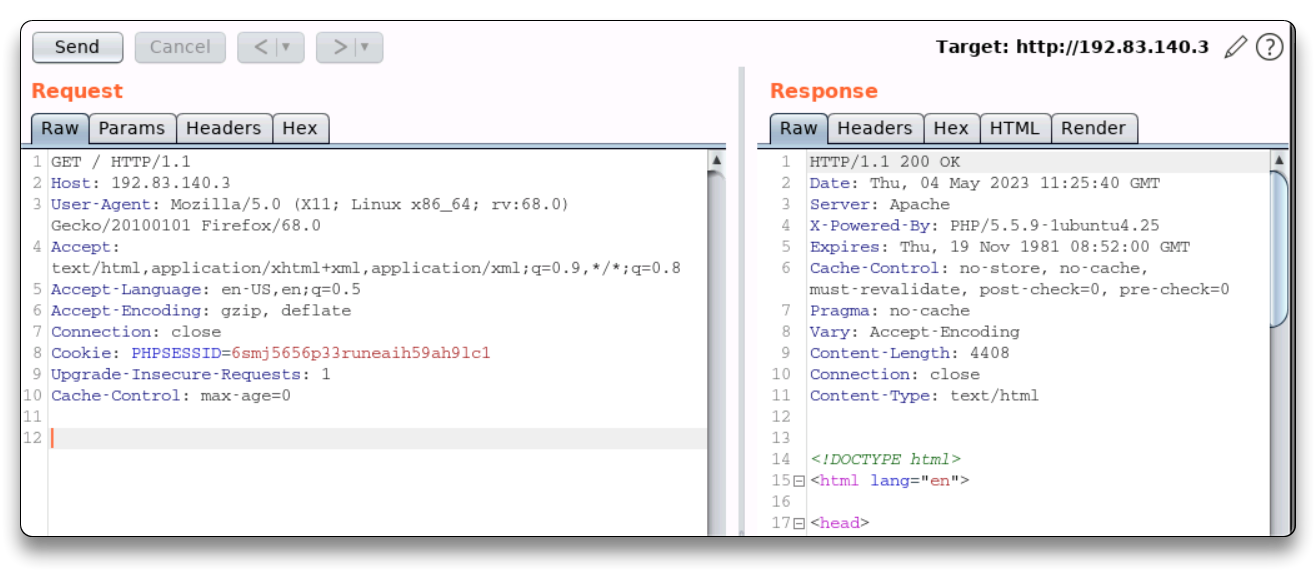 Send Cancel < > Target: http://192.83.140.3 ?
Request
Raw Params Headers Hex
1 GET / HTTP/1.1
2 Host: 192.83.140.3
3 User-Agent: Mozilla/5.0 (X11; Linux x86_64; rv:68.0)
Gecko/20100101 Firefox/68.0
4 Accept:
text/html,application/xhtml+xml,application/xml;q=0.9,*/*;q=0.8
5 Accept-Language: en-US,en;q=0.5
6 Accept-Encoding: gzip, deflate
7 Connection: close
8 Cookie: PHPSESSID=6smj5656p33runeaih59ah9lc1
9 Upgrade-Insecure-Requests: 1
10 Cache-Control: max-age=0
11
12
Response
Raw Headers Hex HTML Render
1 HTTP/1.1 200 OK
2 Date: Thu, 04 May 2023 11:25:40 GMT
3 Server: Apache
4 X-Powered-By: PHP/5.5.9-1ubuntu4.25
5 Expires: Thu, 19 Nov 1981 08:52:00 GMT
6 Cache-Control: no-store, no-cache,
must-revalidate, post-check=0, pre-check=0
7 Pragma: no-cache
8 Vary: Accept-Encoding
9 Content-Length: 4408
10 Connection: close
11 Content-Type: text/html
12
13
14 <!DOCTYPE html>
15 <html lang="en">
16
17 <head>